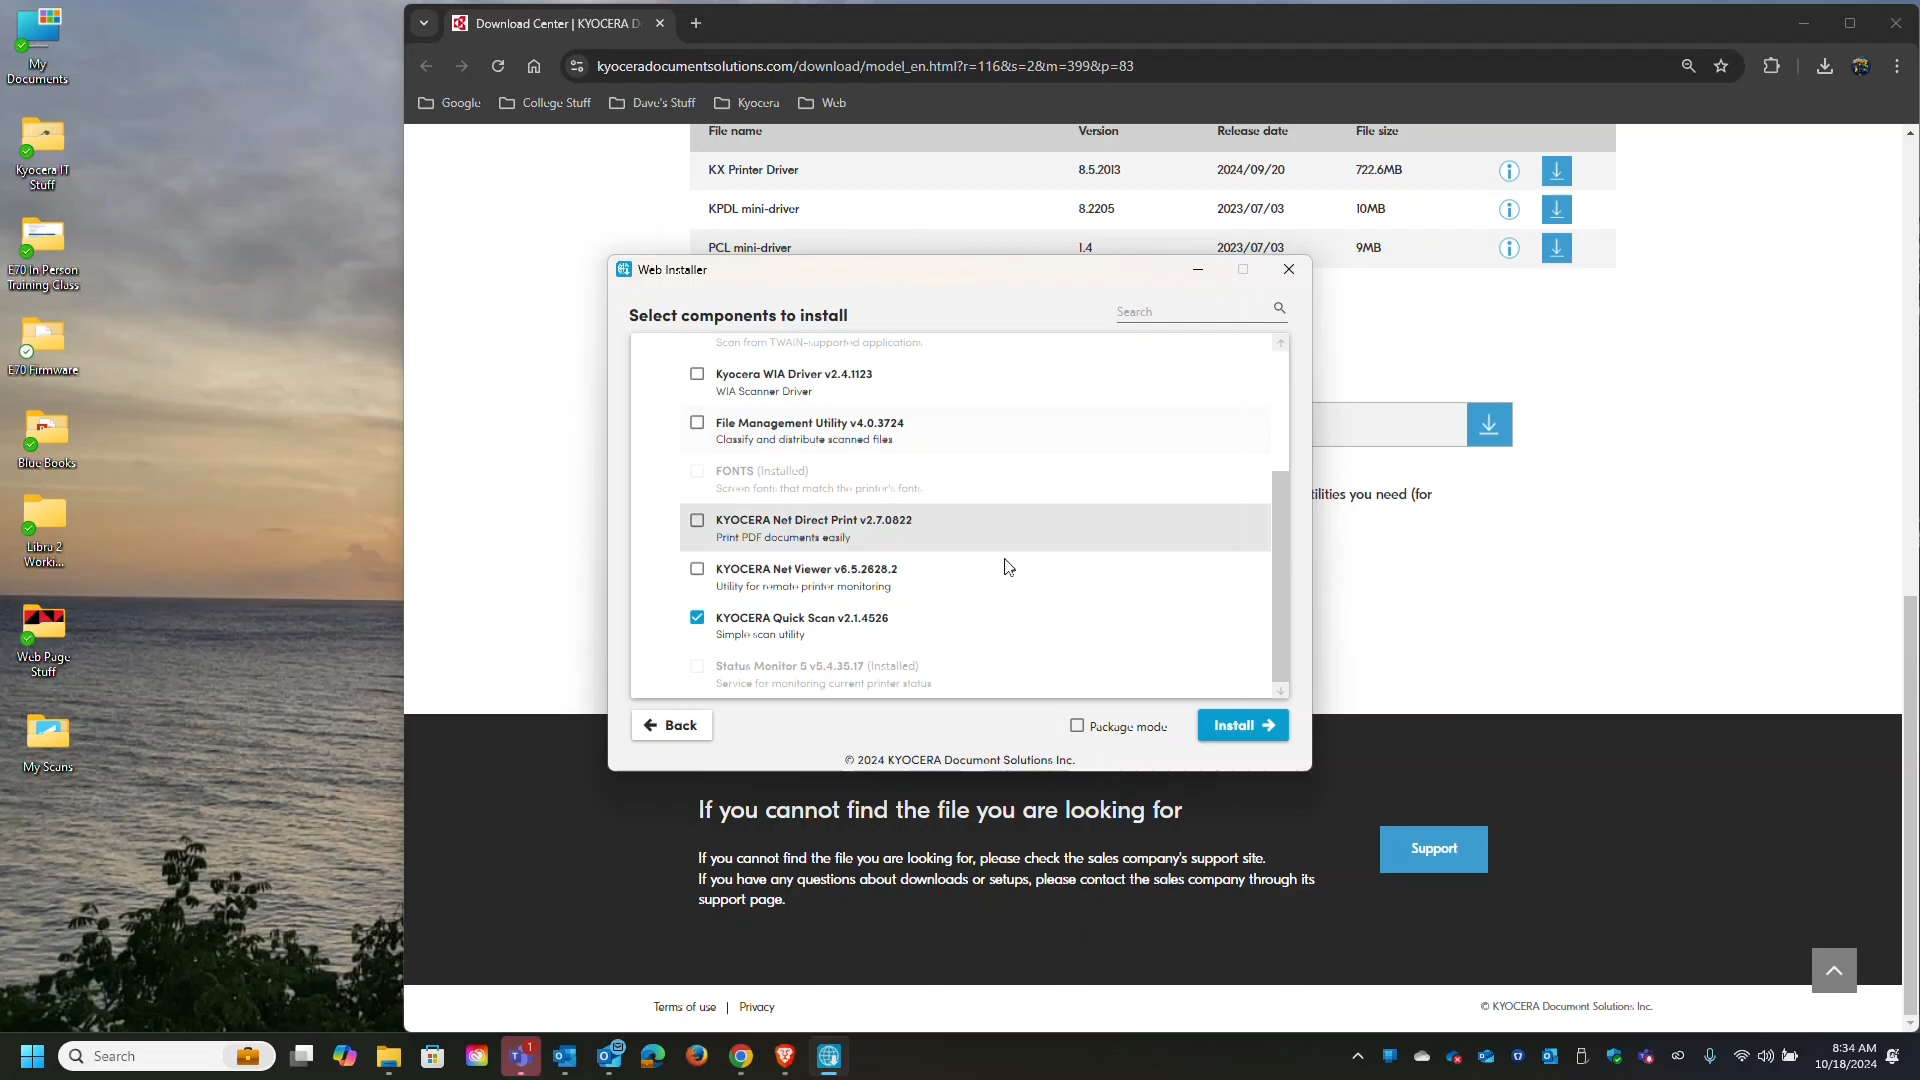 My
Documents
Kyocera IT
Stuff
E70 In Person
Training Class
E70 Firmware
Blue Books
Libra 2
Worki...
Web Page
Stuff
My Scans
Download Center | KYOCERA D
kyoceradocumentsolutions.com/download/model_en.html?r=116&s=2&m=399&p=83
Google
College Stuff
Dave's Stuff
Kyocera
Web
File name Version Release date File size
KX Printer Driver 8.5.2013 2024/09/20 722.6MB
KPDL mini-driver 8.2205 2023/07/03 10MB
PCL mini-driver 1.4 2023/07/03 9MB
Web Installer
Select components to install
Search
Scan from TWAIN-supported applications
Kyocera WIA Driver v2.4.1123
WIA Scanner Driver
File Management Utility v4.0.3724
Classify and distribute scanned files
FONTS (Installed)
Screen fonts that match the printer's fonts
KYOCERA Net Direct Print v2.7.0822
Print PDF documents easily
KYOCERA Net Viewer v6.5.2628.2
Utility for remote printer monitoring
KYOCERA Quick Scan v2.1.4526
Simple scan utility
Status Monitor 5 v5.4.35.17 (Installed)
Service for monitoring current printer status
Back
Package mode
Install
© 2024 KYOCERA Document Solutions Inc.
tilities you need (for
If you cannot find the file you are looking for
If you cannot find the file you are looking for, please check the sales company's support site.
If you have any questions about downloads or setups, please contact the sales company through its
support page.
Support
Terms of use | Privacy
© KYOCERA Document Solutions Inc.
Search
1
8:34 AM
10/18/2024